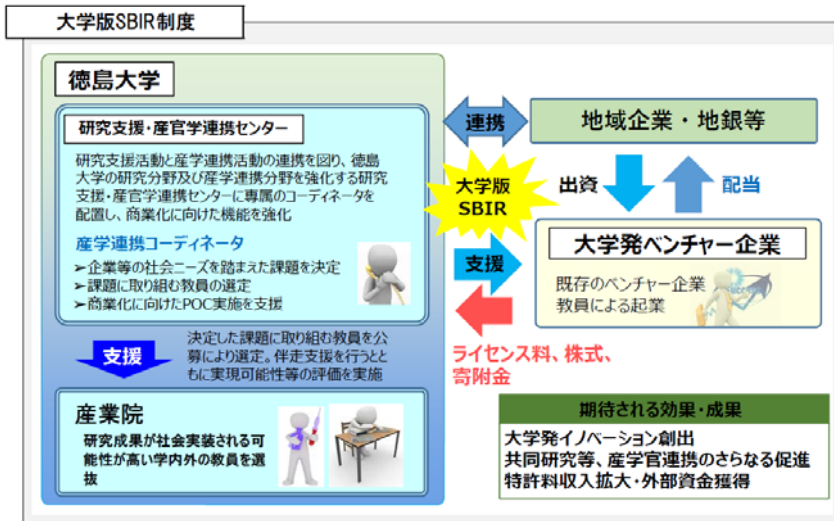 大学版SBIR制度
徳島大学
研究支援・産官学連携センター
研究支援活動と産学連携活動の連携を図り、徳島
大学の研究分野及び産学連携分野を強化する研究
支援・産官学連携センターに専属のコーディネータを
配置し、商業化に向けた機能を強化
産学連携コーディネータ
➢企業等の社会ニーズを踏まえた課題を決定
➢課題に取り組む教員の選定
➢商業化に向けたPOC実施を支援
支援
決定した課題に取り組む教員を公
募により選定。伴走支援を行うとと
もに実現可能性等の評価を実施
産業院
研究成果が社会実装される可
能性が高い学内外の教員を選
抜
連携
地域企業・地銀等
大学版
SBIR
出資
配当
支援
大学発ベンチャー企業
既存のベンチャー企業
教員による起業
ライセンス料、株式、
寄附金
期待される効果・成果
大学発イノベーション創出
共同研究等、産学官連携のさらなる促進
特許料収入拡大・外部資金獲得